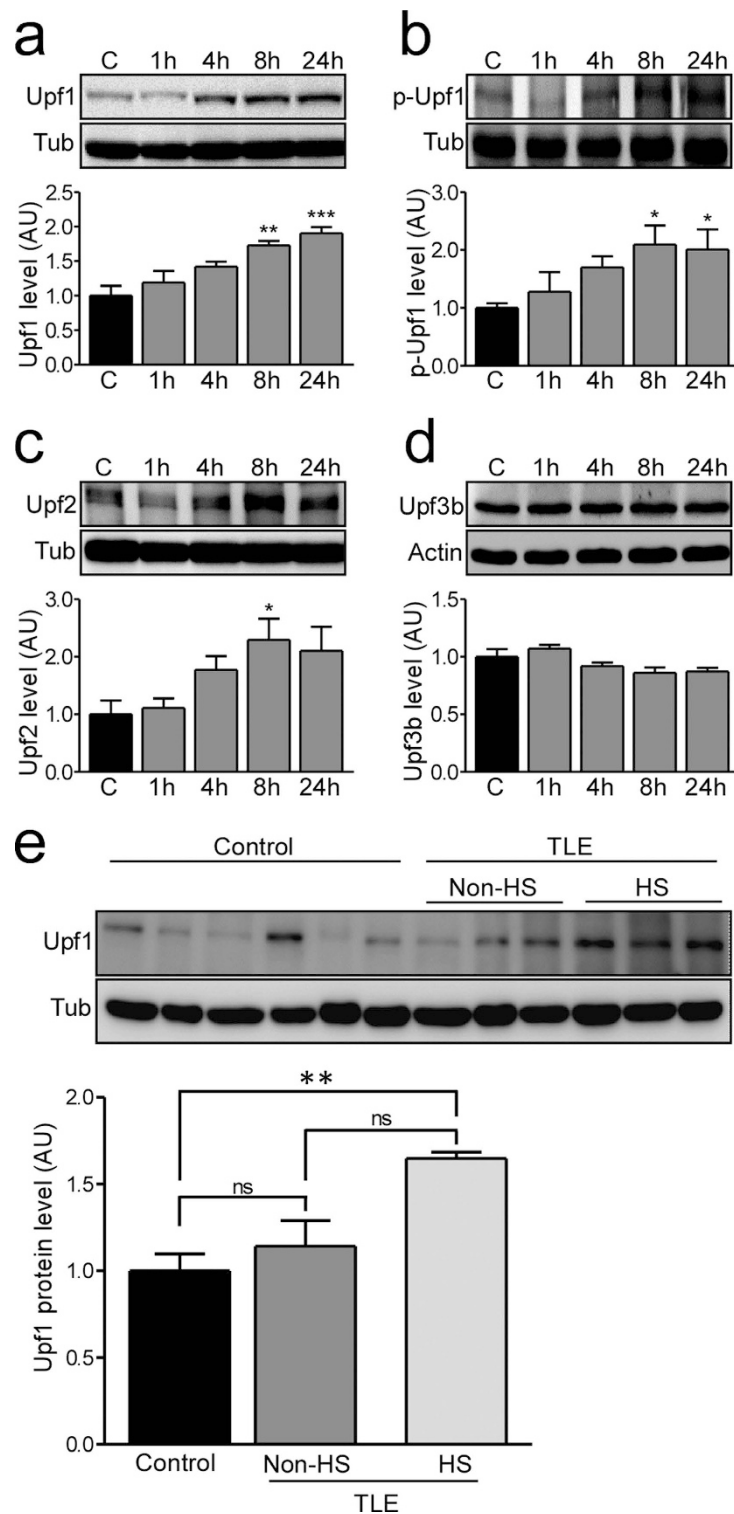 a
C 1h 4h 8h 24h
Upf1
Tub
Upf1 level (AU)
2.5
2.0
1.5
1.0
0.5
0.0
** ***
C 1h 4h 8h 24h
b
C 1h 4h 8h 24h
p-Upf1
Tub
p-Upf1 level (AU)
3.0
2.0
1.0
0.0
* *
C 1h 4h 8h 24h
c
C 1h 4h 8h 24h
Upf2
Tub
Upf2 level (AU)
3.0
2.0
1.0
0.0
*
C 1h 4h 8h 24h
d
C 1h 4h 8h 24h
Upf3b
Actin
Upf3b level (AU)
1.5
1.0
0.5
0.0
C 1h 4h 8h 24h
e
Control TLE
Non-HS HS
Upf1
Tub
Upf1 protein level (AU)
2.0
1.5
1.0
0.5
0.0
**
ns
ns
Control Non-HS HS
TLE